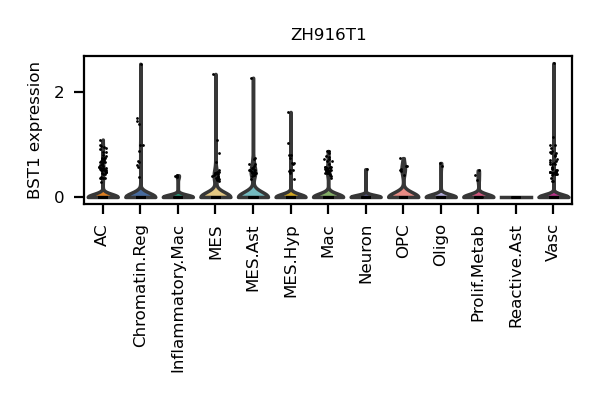 ZH916T1
BST1 expression
2
0
AC
Chromatin.Reg
Inflammatory.Mac
MES
MES.Ast
MES.Hyp
Mac
Neuron
OPC
Oligo
Prolif.Metab
Reactive.Ast
Vasc